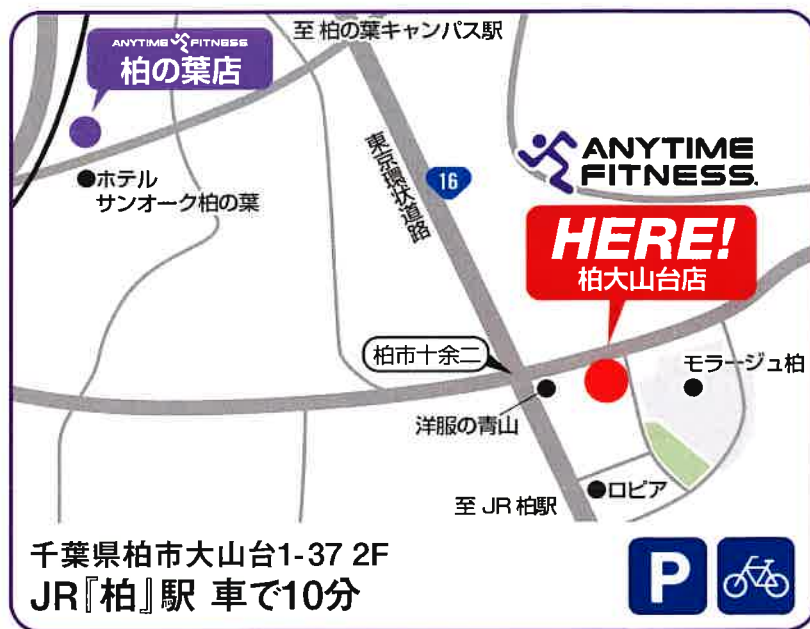 至 柏の葉キャンパス駅
ANYTIME FITNESS
柏の葉店
ホテル
サンオーク柏の葉
東京環状道路
16
ANYTIME
FITNESS.
HERE!
柏大山台店
柏市十余二
モラージュ柏
洋服の青山
ロピア
至 JR 柏駅
千葉県柏市大山台1-37 2F
JR『柏』駅 車で10分
P